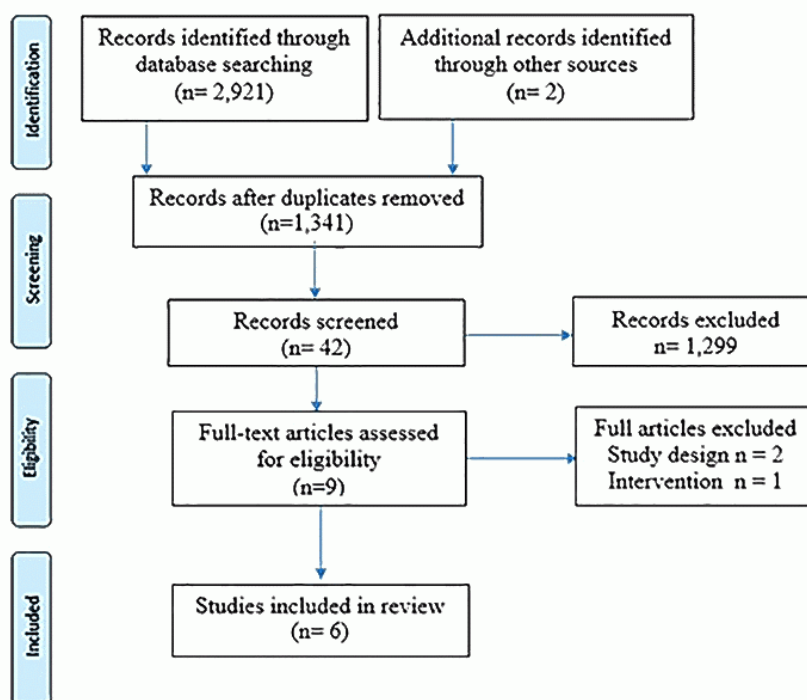 Identification
Records identified through
database searching
(n= 2,921)
Additional records identified
through other sources
(n= 2)
Records after duplicates removed
(n=1,341)
Screening
Records screened
(n= 42)
Records excluded
n= 1,299
Eligibility
Full-text articles assessed
for eligibility
(n=9)
Full articles excluded
Study design n = 2
Intervention n = 1
Included
Studies included in review
(n= 6)